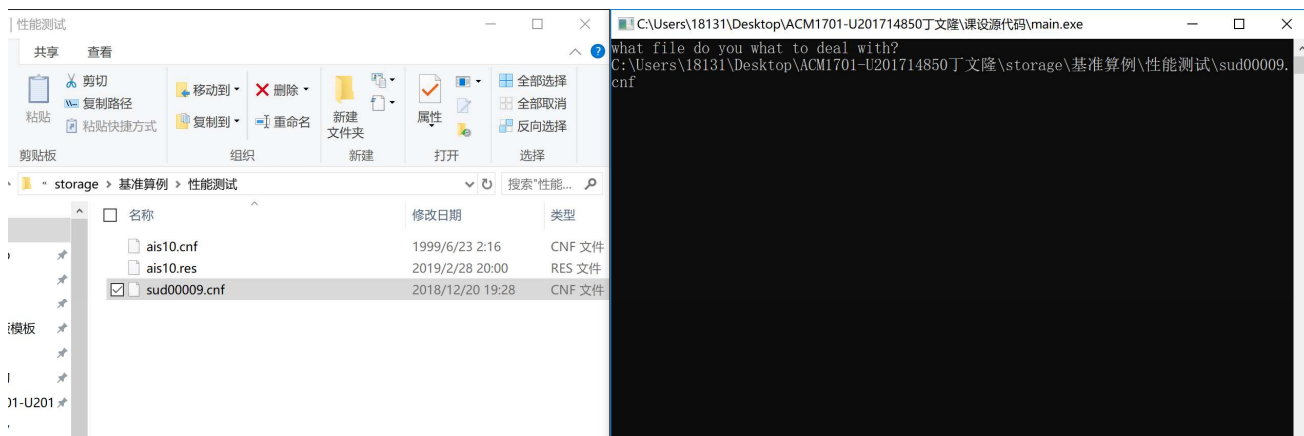 性能测试
共享 查看
剪切
复制路径
粘贴快捷方式
粘贴
剪贴板
移动到
复制到
删除
重命名
组织
新建
文件夹
新建
属性
打开
全部选择
全部取消
反向选择
选择
storage > 基准算例 > 性能测试
搜索"性能...
名称 修改日期 类型
ais10.cnf 1999/6/23 2:16 CNF 文件
ais10.res 2019/2/28 20:00 RES 文件
sud00009.cnf 2018/12/20 19:28 CNF 文件
模板
01-U201
C:\Users\18131\Desktop\ACM1701-U201714850丁文隆\课设源代码\main.exe
what file do you what to deal with?
C:\Users\18131\Desktop\ACM1701-U201714850丁文隆\storage\基准算例\性能测试\sud00009.
cnf